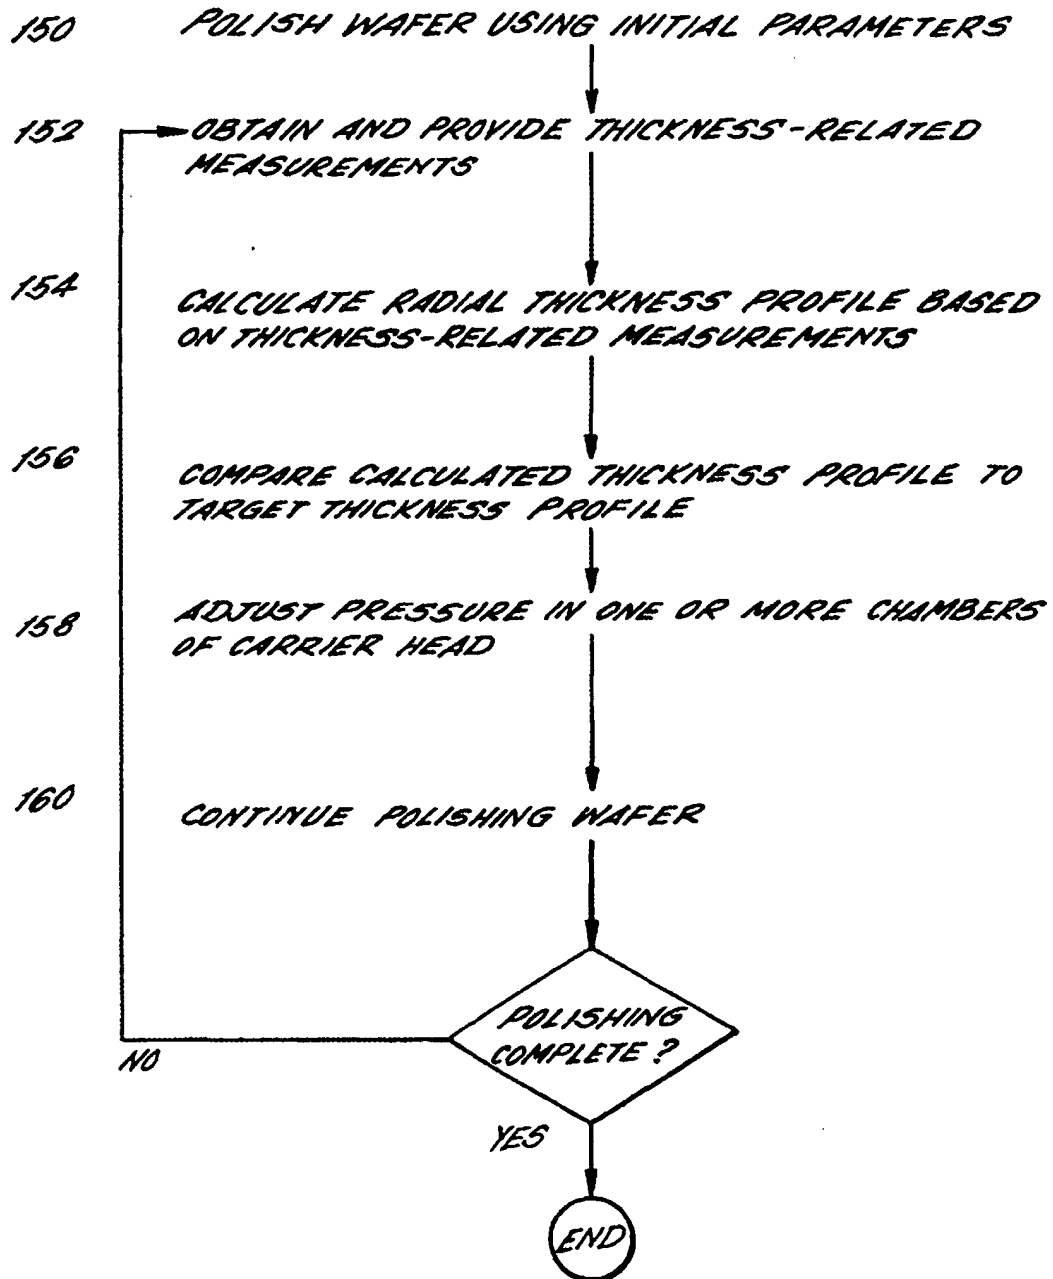 150 POLISH WAFER USING INITIAL PARAMETERS
152 OBTAIN AND PROVIDE THICKNESS-RELATED
MEASUREMENTS
154 CALCULATE RADIAL THICKNESS PROFILE BASED
ON THICKNESS-RELATED MEASUREMENTS
156 COMPARE CALCULATED THICKNESS PROFILE TO
TARGET THICKNESS PROFILE
158 ADJUST PRESSURE IN ONE OR MORE CHAMBERS
OF CARRIER HEAD
160 CONTINUE POLISHING WAFER
POLISHING
COMPLETE?
NO
YES
END